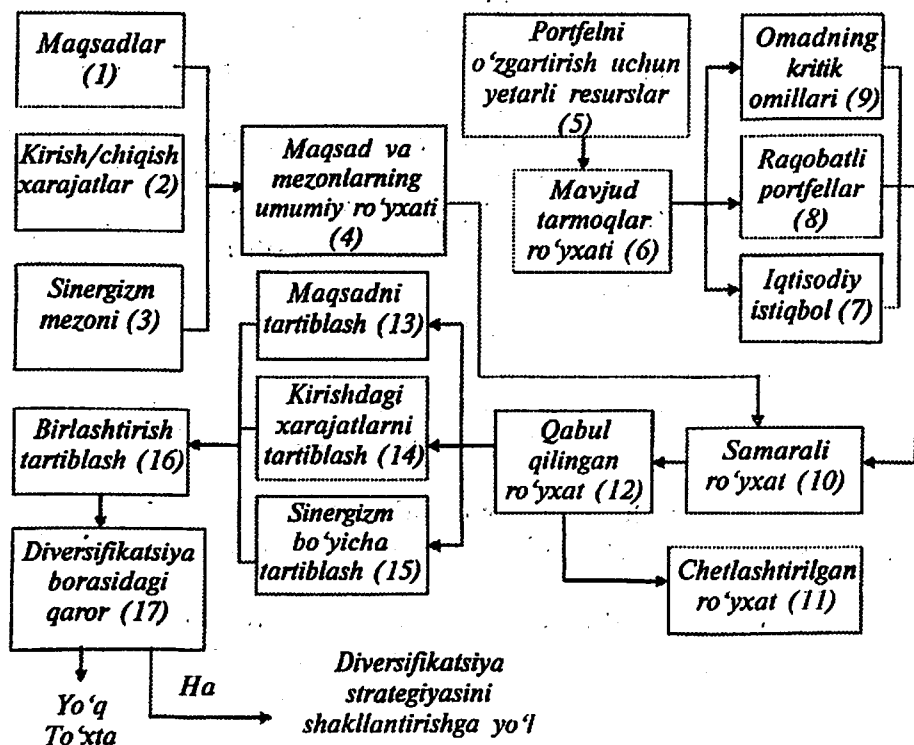 Maqsadlar
(1)
Kirish/chiqish
xarajatlar (2)
Sinergizm
mezoni (3)
Maqsad va
mezonlarning
umumiy ro‘yxati
(4)
Portfelni
o‘zgartirish uchun
yetarli resurslar
(5)
Mavjud
tarmoqlar
ro‘yxati (6)
Omadning
kritik
omillari (9)
Raqobatli
portfellar
(8)
Iqtisodiy
istiqbol (7)
Maqsadni
tartiblash (13)
Kirishdagi
xarajatlarni
tartiblash (14)
Sinergizm
bo‘yicha
tartiblash (15)
Birlashtirish
tartiblash (16)
Qabul
qilingan
ro‘yxat (12)
Samarali
ro‘yxat (10)
Chetlashtirilgan
ro‘yxat (11)
Diversifikatsiya
borasidagi
qaror (17)
Yo‘q
To‘xta
Ha
Diversifikatsiya
strategiyasini
shakllantirishga yo‘l